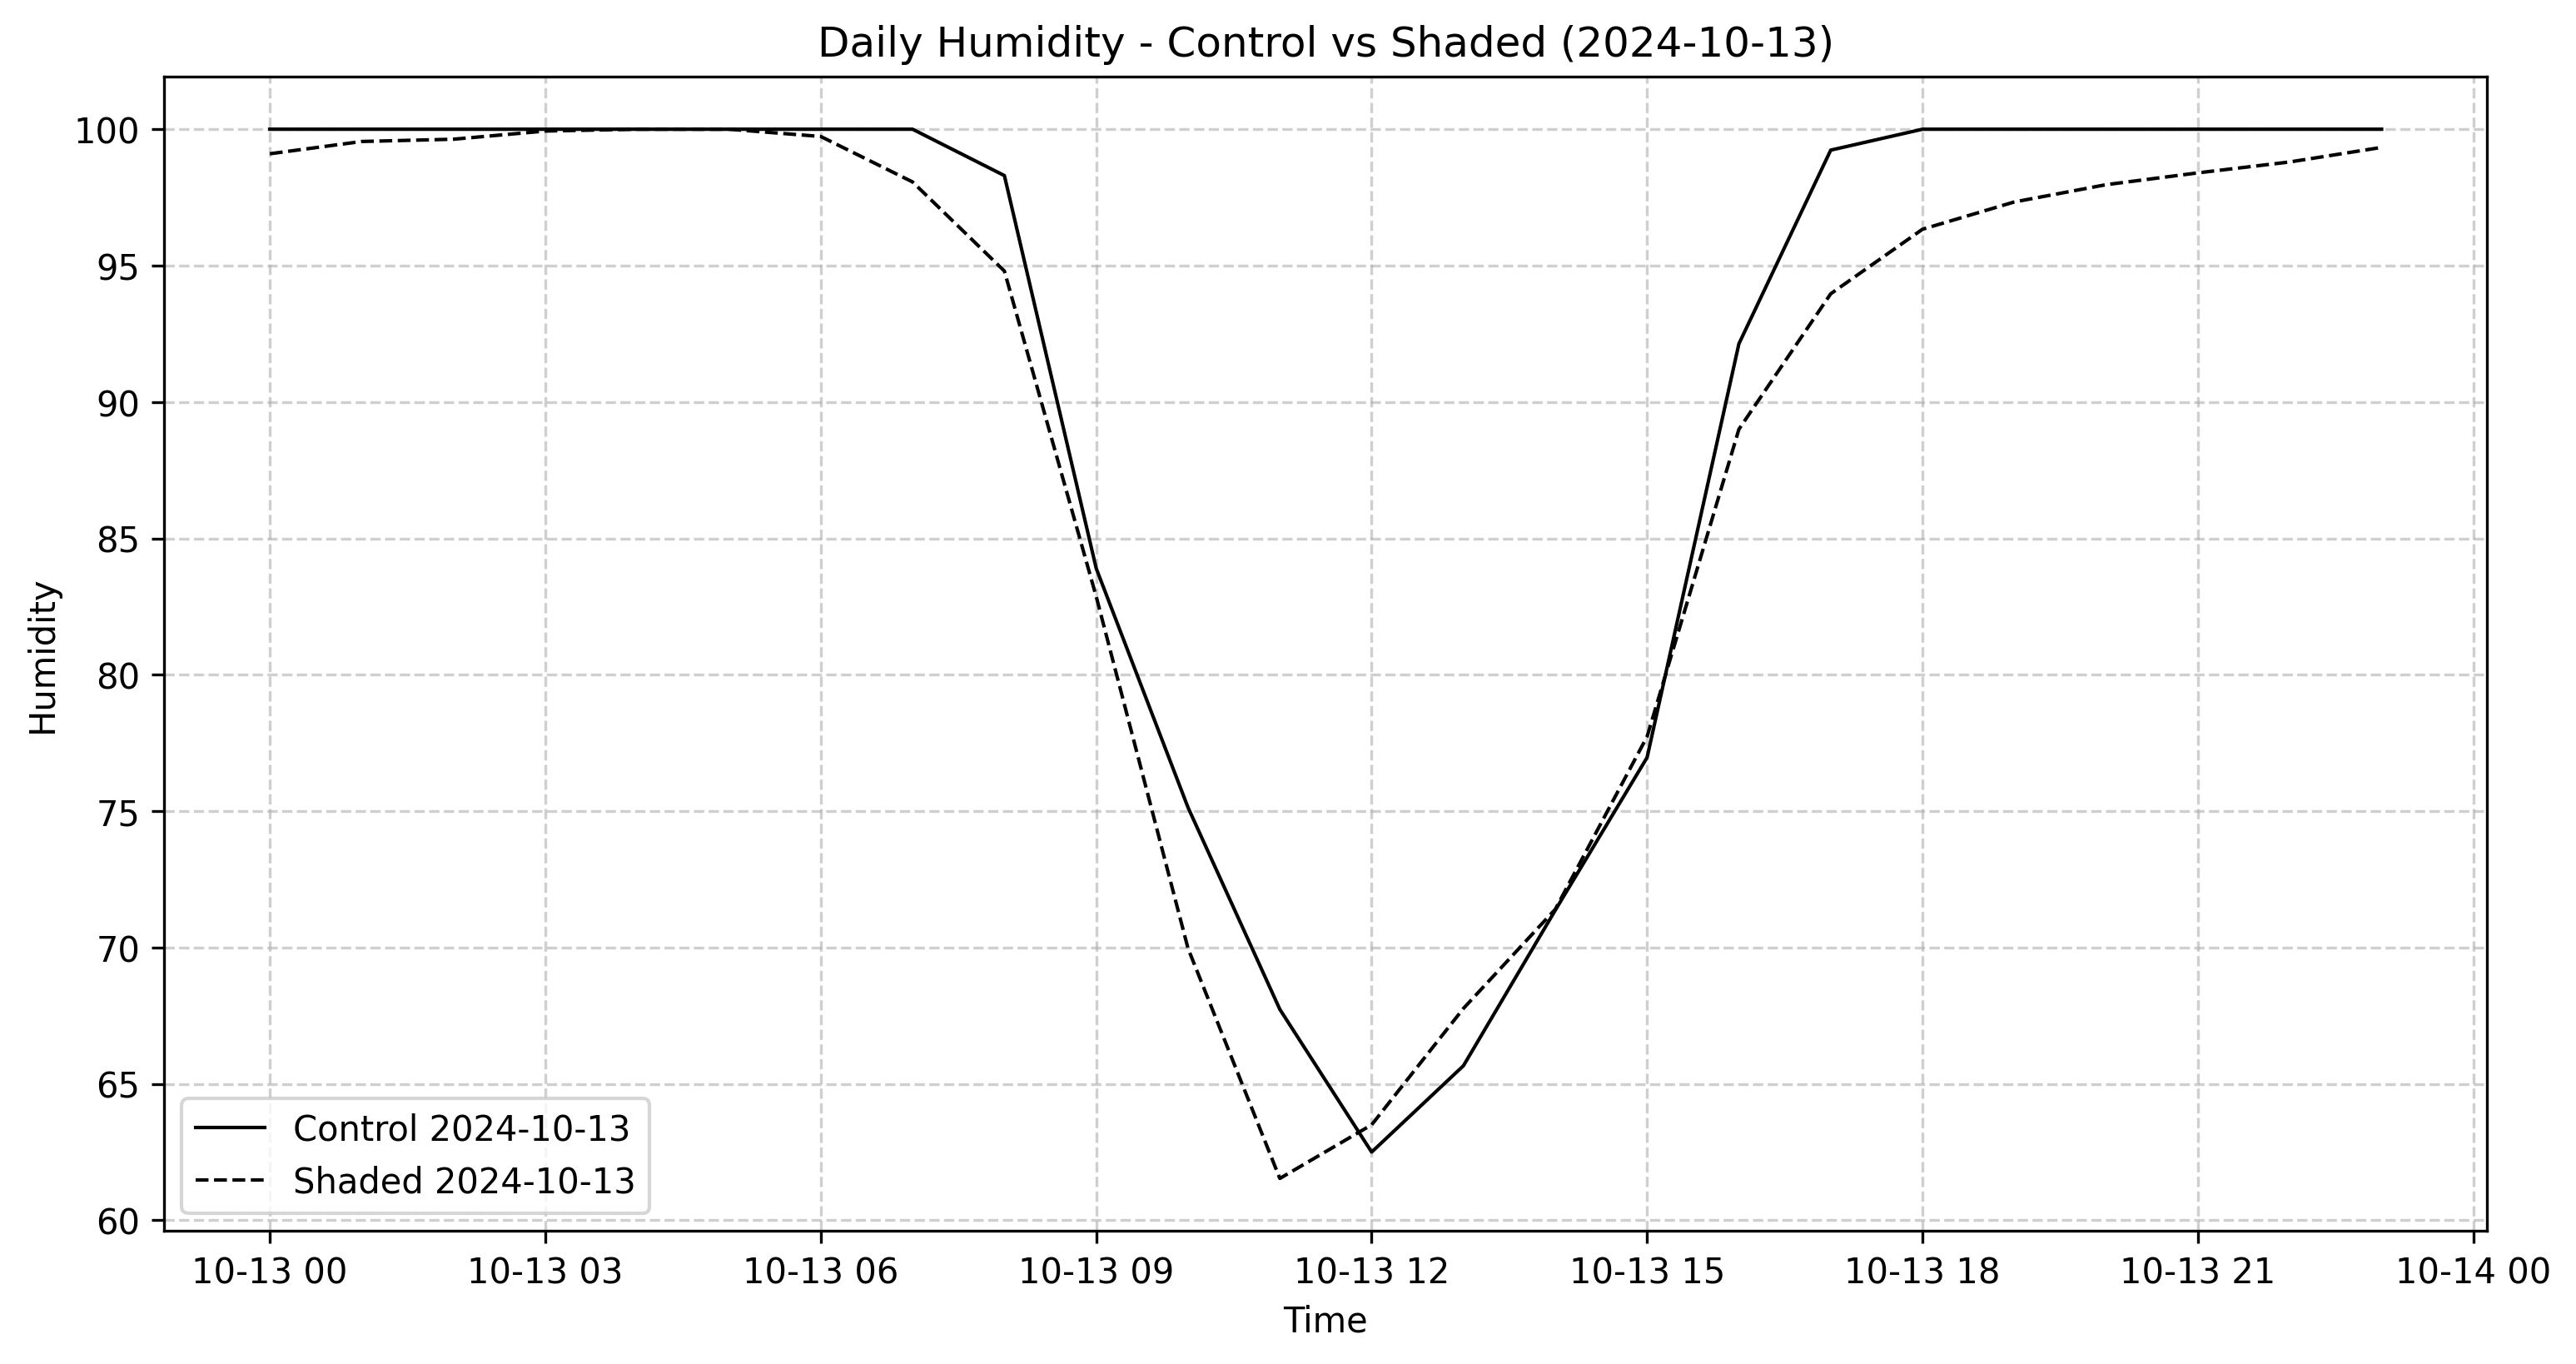 Daily Humidity - Control vs Shaded (2024-10-13)
Humidity
100
95
90
85
80
75
70
65
60
Control 2024-10-13
Shaded 2024-10-13
10-13 00 10-13 03 10-13 06 10-13 09 10-13 12 10-13 15 10-13 18 10-13 21 10-14 00
Time